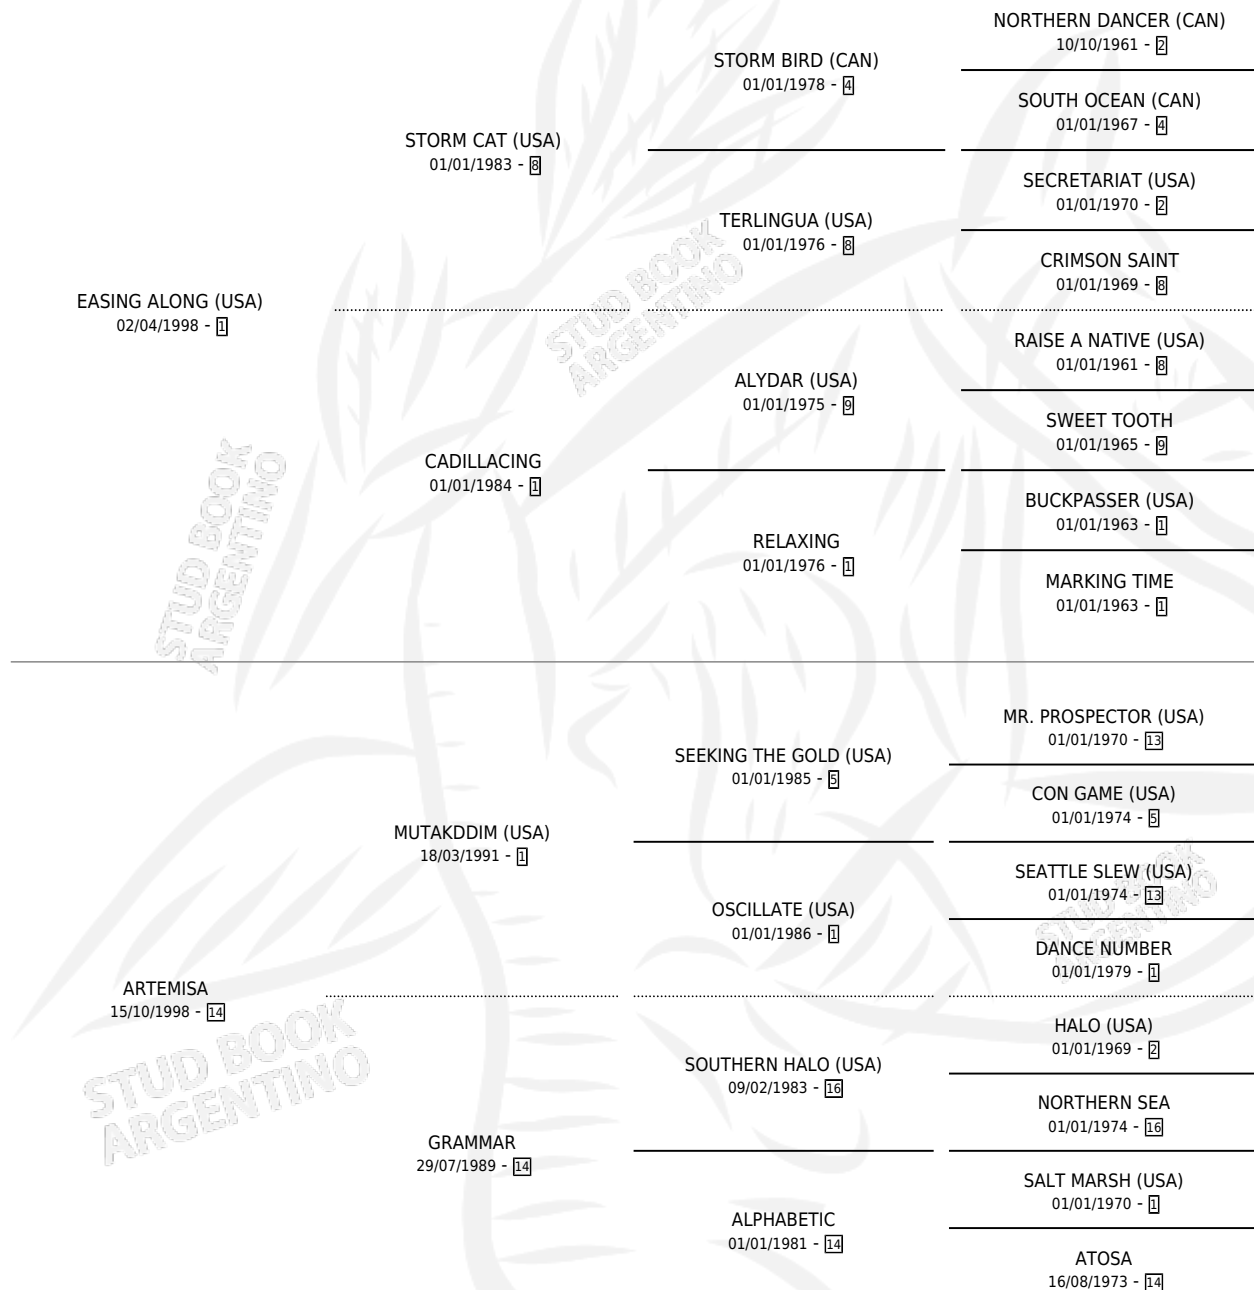 NORTHERN DANCER (CAN)
10/10/1961 - 2
STORM BIRD (CAN)
01/01/1978 - 4
SOUTH OCEAN (CAN)
01/01/1967 - 4
STORM CAT (USA)
01/01/1983 - 8
SECRETARIAT (USA)
01/01/1970 - 2
TERLINGUA (USA)
01/01/1976 - 8
CRIMSON SAINT
01/01/1969 - 8
EASING ALONG (USA)
02/04/1998 - 1
RAISE A NATIVE (USA)
01/01/1961 - 8
ALYDAR (USA)
01/01/1975 - 9
SWEET TOOTH
01/01/1965 - 9
CADILLACING
01/01/1984 - 1
BUCKPASSER (USA)
01/01/1963 - 1
RELAXING
01/01/1976 - 1
MARKING TIME
01/01/1963 - 1
MR. PROSPECTOR (USA)
01/01/1970 - 13
SEEKING THE GOLD (USA)
01/01/1985 - 5
CON GAME (USA)
01/01/1974 - 5
MUTAKDDIM (USA)
18/03/1991 - 1
SEATTLE SLEW (USA)
01/01/1974 - 13
OSCILLATE (USA)
01/01/1986 - 1
DANCE NUMBER
01/01/1979 - 1
ARTEMISA
15/10/1998 - 14
HALO (USA)
01/01/1969 - 2
SOUTHERN HALO (USA)
09/02/1983 - 16
NORTHERN SEA
01/01/1974 - 16
GRAMMAR
29/07/1989 - 14
SALT MARSH (USA)
01/01/1970 - 1
ALPHABETIC
01/01/1981 - 14
ATOSA
16/08/1973 - 14
STUD BOOK
ARGENTINO
STUD BOOK
ARGENTINO
STUD BOOK
ARGENTINO
STUD BOOK
ARGENTINO